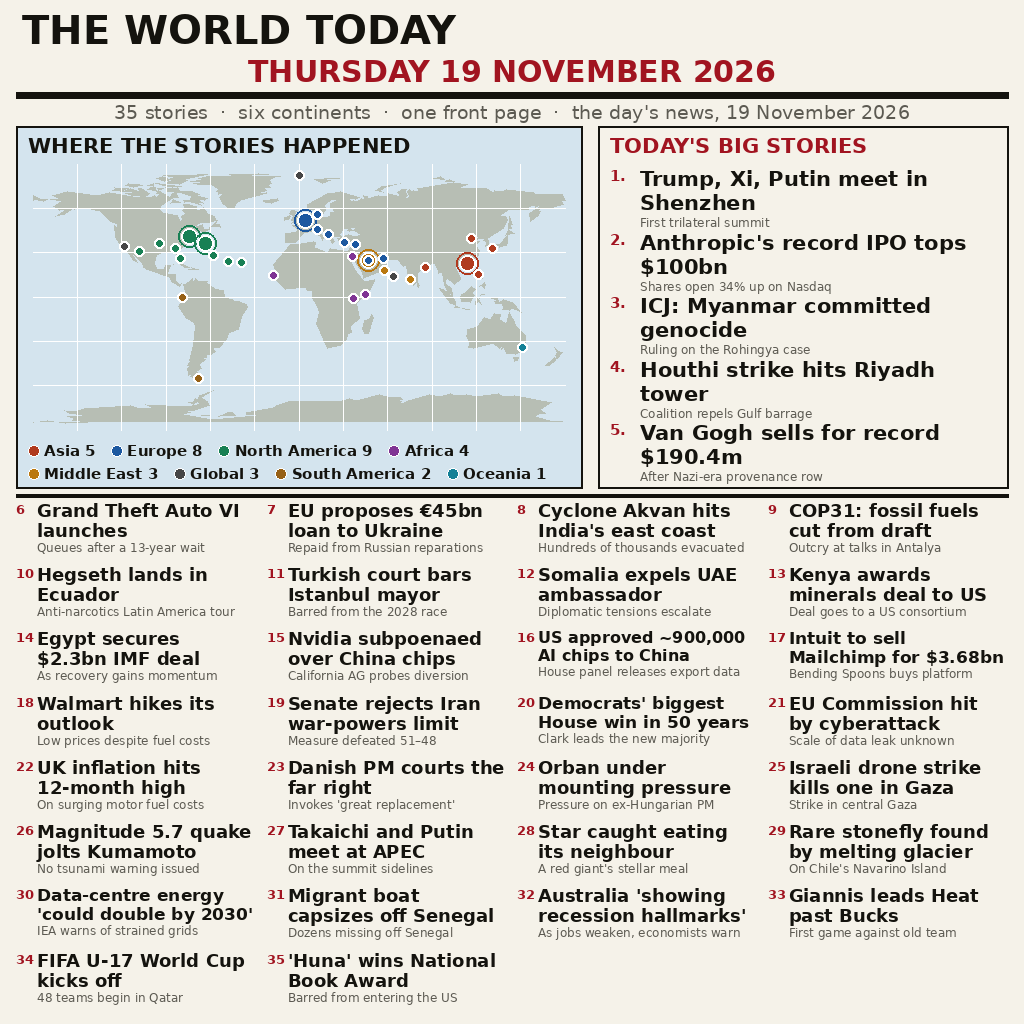 THE WORLD TODAY
THURSDAY 19 NOVEMBER 2026
35 stories · six continents · one front page · the day's news, 19 November 2026
WHERE THE STORIES HAPPENED
Asia 5
Europe 8
North America 9
Africa 4
Middle East 3
Global 3
South America 2
Oceania 1
TODAY'S BIG STORIES
1. Trump, Xi, Putin meet in
Shenzhen
First trilateral summit
2. Anthropic's record IPO tops
$100bn
Shares open 34% up on Nasdaq
3. ICJ: Myanmar committed
genocide
Ruling on the Rohingya case
4. Houthi strike hits Riyadh
tower
Coalition repels Gulf barrage
5. Van Gogh sells for record
$190.4m
After Nazi-era provenance row
6 Grand Theft Auto VI
launches
Queues after a 13-year wait
7 EU proposes €45bn
loan to Ukraine
Repaid from Russian reparations
8 Cyclone Akvan hits
India's east coast
Hundreds of thousands evacuated
9 COP31: fossil fuels
cut from draft
Outcry at talks in Antalya
10 Hegseth lands in
Ecuador
Anti-narcotics Latin America tour
11 Turkish court bars
Istanbul mayor
Barred from the 2028 race
12 Somalia expels UAE
ambassador
Diplomatic tensions escalate
13 Kenya awards
minerals deal to US
Deal goes to a US consortium
14 Egypt secures
$2.3bn IMF deal
As recovery gains momentum
15 Nvidia subpoenaed
over China chips
California AG probes diversion
16 US approved ~900,000
AI chips to China
House panel releases export data
17 Intuit to sell
Mailchimp for $3.68bn
Bending Spoons buys platform
18 Walmart hikes its
outlook
Low prices despite fuel costs
19 Senate rejects Iran
war-powers limit
Measure defeated 51–48
20 Democrats' biggest
House win in 50 years
Clark leads the new majority
21 EU Commission hit
by cyberattack
Scale of data leak unknown
22 UK inflation hits
12-month high
On surging motor fuel costs
23 Danish PM courts the
far right
Invokes 'great replacement'
24 Orban under
mounting pressure
Pressure on ex-Hungarian PM
25 Israeli drone strike
kills one in Gaza
Strike in central Gaza
26 Magnitude 5.7 quake
jolts Kumamoto
No tsunami warning issued
27 Takaichi and Putin
meet at APEC
On the summit sidelines
28 Star caught eating
its neighbour
A red giant's stellar meal
29 Rare stonefly found
by melting glacier
On Chile's Navarino Island
30 Data-centre energy
'could double by 2030'
IEA warns of strained grids
31 Migrant boat
capsizes off Senegal
Dozens missing off Senegal
32 Australia 'showing
recession hallmarks'
As jobs weaken, economists warn
33 Giannis leads Heat
past Bucks
First game against old team
34 FIFA U-17 World Cup
kicks off
48 teams begin in Qatar
35 'Huna' wins National
Book Award
Barred from entering the US